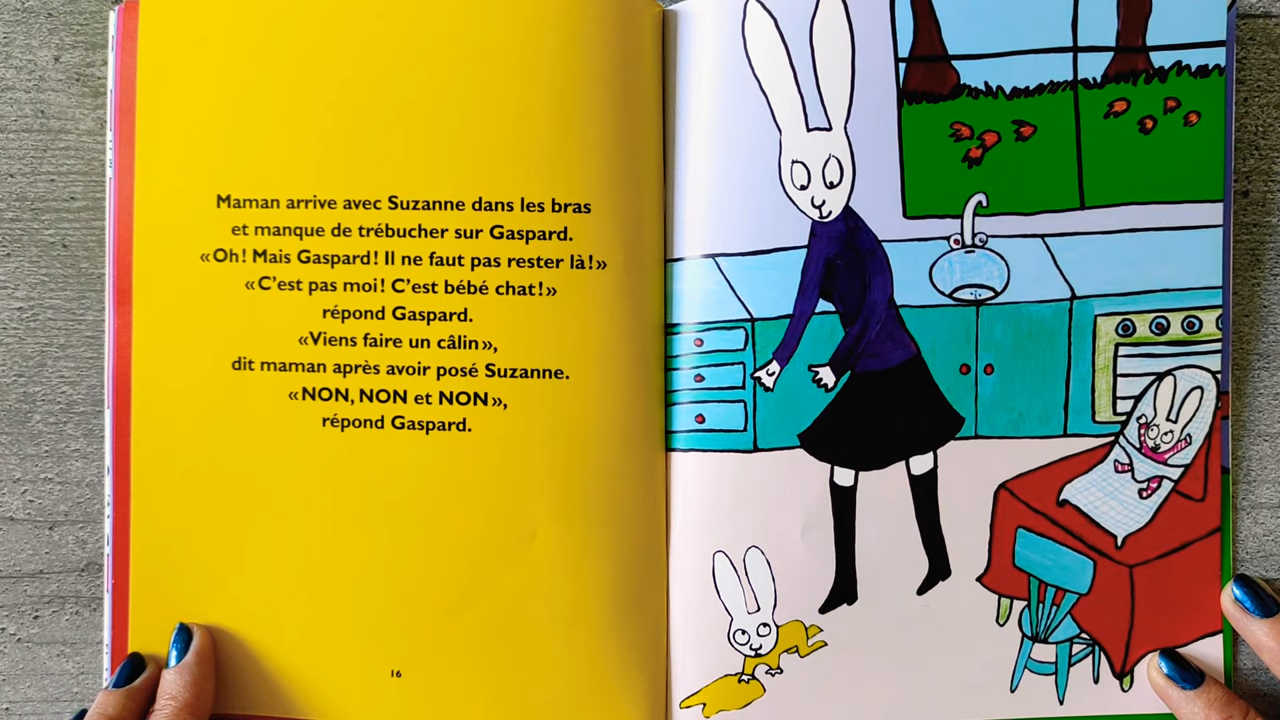 Maman arrive avec Suzanne dans les bras
et manque de trébucher sur Gaspard.
«Oh! Mais Gaspard! Il ne faut pas rester là!»
«C'est pas moi! C'est bébé chat!»
répond Gaspard.
«Viens faire un câlin»,
dit maman après avoir posé Suzanne.
«NON, NON et NON»,
répond Gaspard.
16